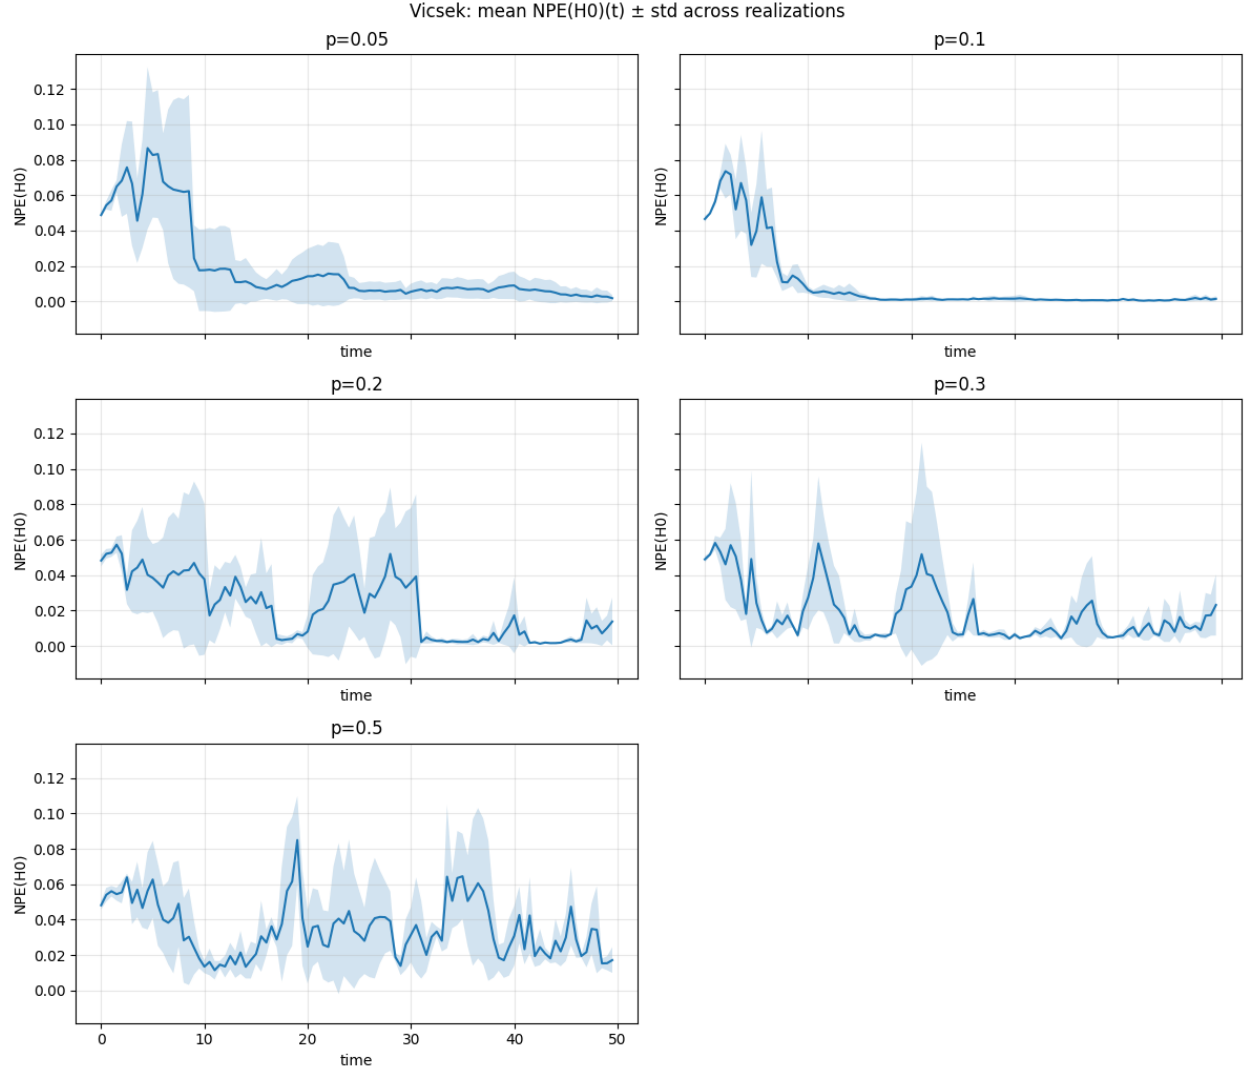 Vicsek: mean NPE(H0)(t) ± std across realizations
p=0.05
NPE(H0)
0.12
0.10
0.08
0.06
0.04
0.02
0.00
time
p=0.1
NPE(H0)
time
p=0.2
NPE(H0)
0.12
0.10
0.08
0.06
0.04
0.02
0.00
time
p=0.3
NPE(H0)
time
p=0.5
NPE(H0)
0.12
0.10
0.08
0.06
0.04
0.02
0.00
0 10 20 30 40 50
time